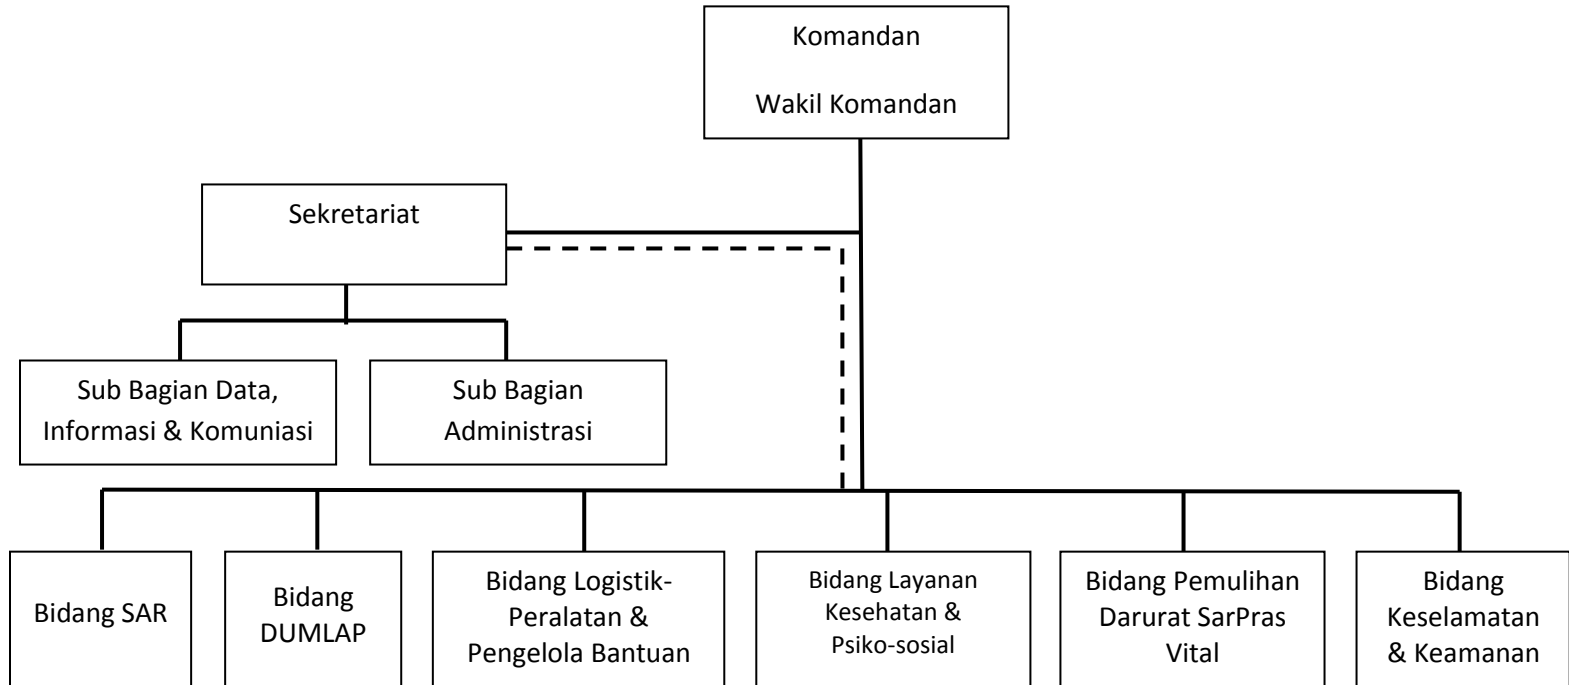 Komandan
Wakil Komandan
Sekretariat
Sub Bagian Data,
Informasi & Komuniasi
Sub Bagian
Administrasi
Bidang SAR
Bidang
DUMLAP
Bidang Logistik-
Peralatan &
Pengelola Bantuan
Bidang Layanan
Kesehatan &
Psiko-sosial
Bidang Pemulihan
Darurat SarPras
Vital
Bidang
Keselamatan
& Keamanan